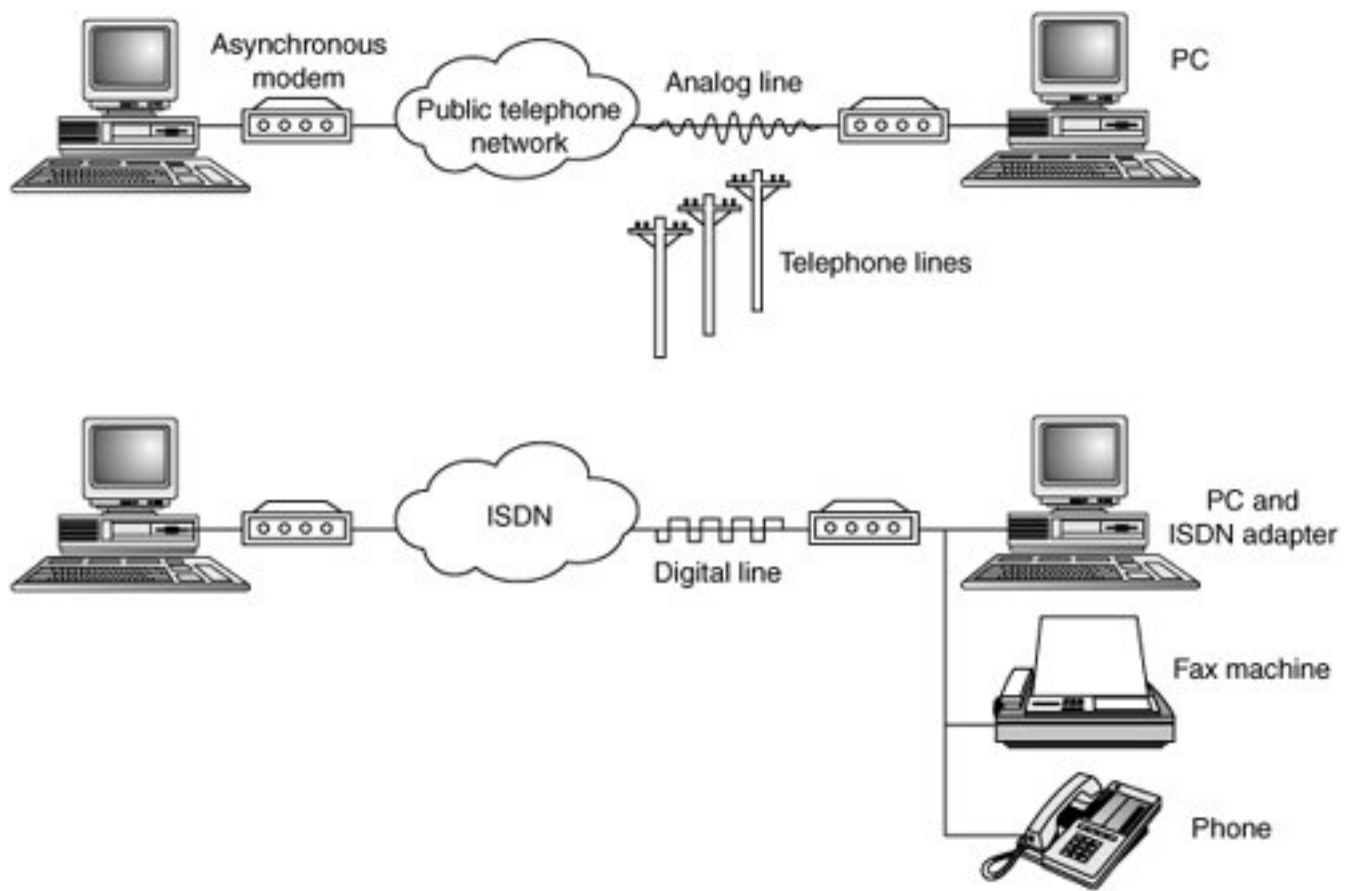 Asynchronous
modem
Public telephone
network
Analog line
PC
Telephone lines
ISDN
Digital line
PC and
ISDN adapter
Fax machine
Phone